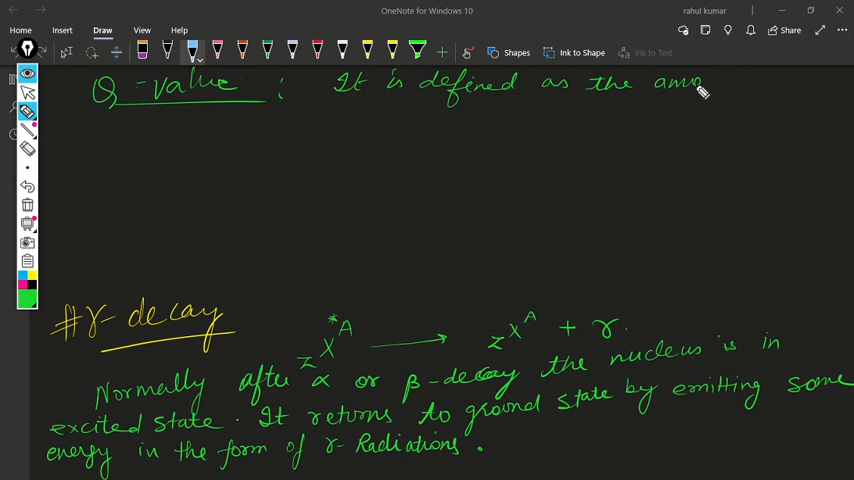 OneNote for Windows 10
rahul kumar
Home Insert Draw View Help
Share
Shapes Ink to Shape Ink to Text
Q-value : It is defined as the amo
#γ-decay
zX*A → zXA + γ.
Normally after α or β-decay the nucleus is in
excited state. It returns to ground state by emitting some
energy in the form of γ-Radiations.